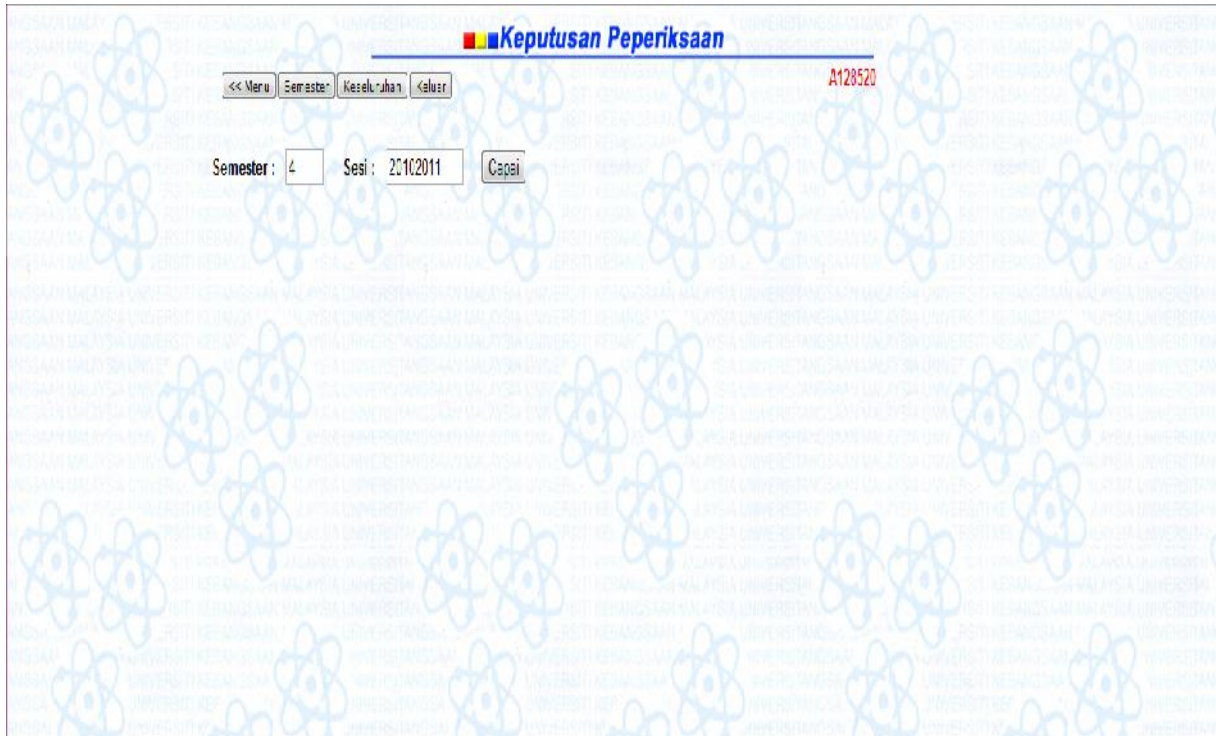 Keputusan Peperiksaan
A128520
<< Menu Semester Keseluruhan Keluar
Semester : 4 Sesi : 20102011 Capai